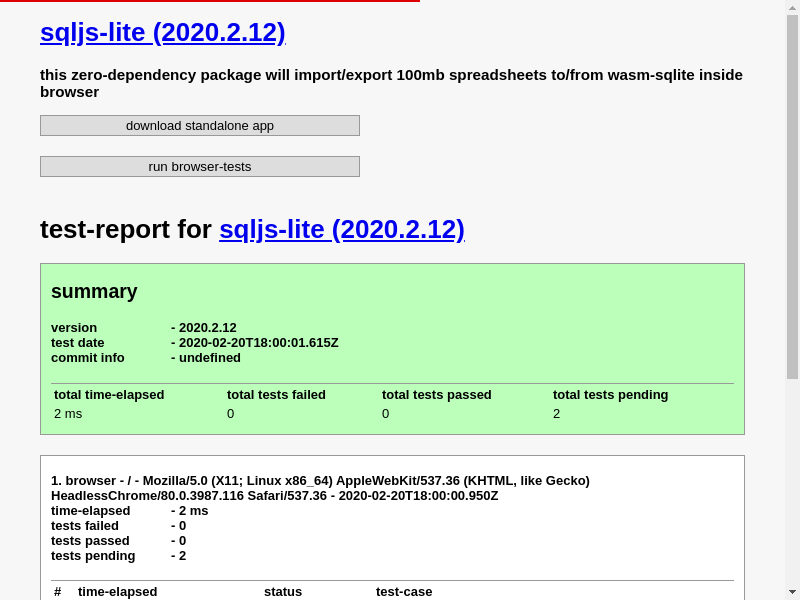 sqljs-lite (2020.2.12)
this zero-dependency package will import/export 100mb spreadsheets to/from wasm-sqlite inside
browser
download standalone app
run browser-tests
test-report for sqljs-lite (2020.2.12)
summary
version - 2020.2.12
test date - 2020-02-20T18:00:01.615Z
commit info - undefined
total time-elapsed total tests failed total tests passed total tests pending
2 ms 0 0 2
1. browser - / - Mozilla/5.0 (X11; Linux x86_64) AppleWebKit/537.36 (KHTML, like Gecko)
HeadlessChrome/80.0.3987.116 Safari/537.36 - 2020-02-20T18:00:00.950Z
time-elapsed - 2 ms
tests failed - 0
tests passed - 0
tests pending - 2
# time-elapsed status test-case